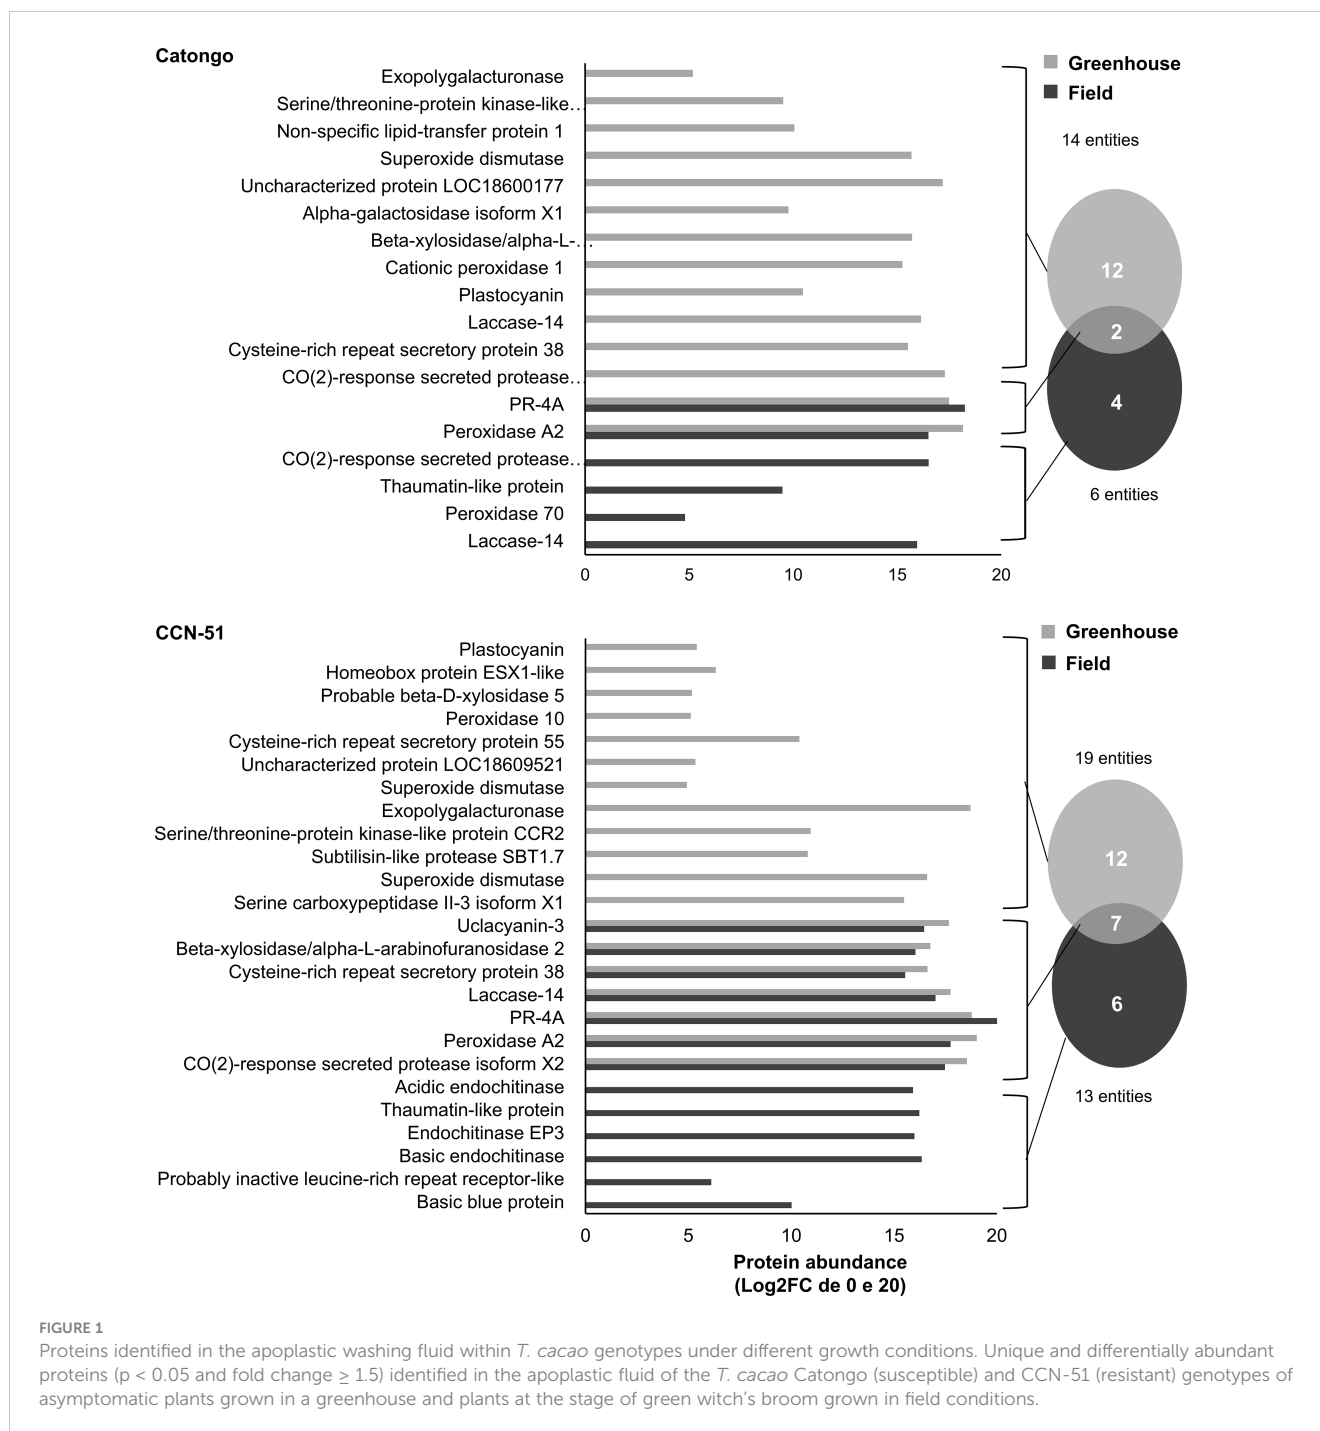 Catongo
Greenhouse
Field
Exopolygalacturonase
Serine/threonine-protein kinase-like…
Non-specific lipid-transfer protein 1
Superoxide dismutase
Uncharacterized protein LOC18600177
Alpha-galactosidase isoform X1
Beta-xylosidase/alpha-L-…
Cationic peroxidase 1
Plastocyanin
Laccase-14
Cysteine-rich repeat secretory protein 38
CO(2)-response secreted protease…
PR-4A
Peroxidase A2
CO(2)-response secreted protease…
Thaumatin-like protein
Peroxidase 70
Laccase-14
0 5 10 15 20
14 entities
12
2
4
6 entities
CCN-51
Greenhouse
Field
Plastocyanin
Homeobox protein ESX1-like
Probable beta-D-xylosidase 5
Peroxidase 10
Cysteine-rich repeat secretory protein 55
Uncharacterized protein LOC18609521
Superoxide dismutase
Exopolygalacturonase
Serine/threonine-protein kinase-like protein CCR2
Subtilisin-like protease SBT1.7
Superoxide dismutase
Serine carboxypeptidase II-3 isoform X1
Uclacyanin-3
Beta-xylosidase/alpha-L-arabinofuranosidase 2
Cysteine-rich repeat secretory protein 38
Laccase-14
PR-4A
Peroxidase A2
CO(2)-response secreted protease isoform X2
Acidic endochitinase
Thaumatin-like protein
Endochitinase EP3
Basic endochitinase
Probably inactive leucine-rich repeat receptor-like
Basic blue protein
0 5 10 15 20
Protein abundance
(Log2FC de 0 e 20)
19 entities
12
7
6
13 entities
FIGURE 1
Proteins identified in the apoplastic washing fluid within T. cacao genotypes under different growth conditions. Unique and differentially abundant
proteins (p < 0.05 and fold change ≥ 1.5) identified in the apoplastic fluid of the T. cacao Catongo (susceptible) and CCN-51 (resistant) genotypes of
asymptomatic plants grown in a greenhouse and plants at the stage of green witch's broom grown in field conditions.